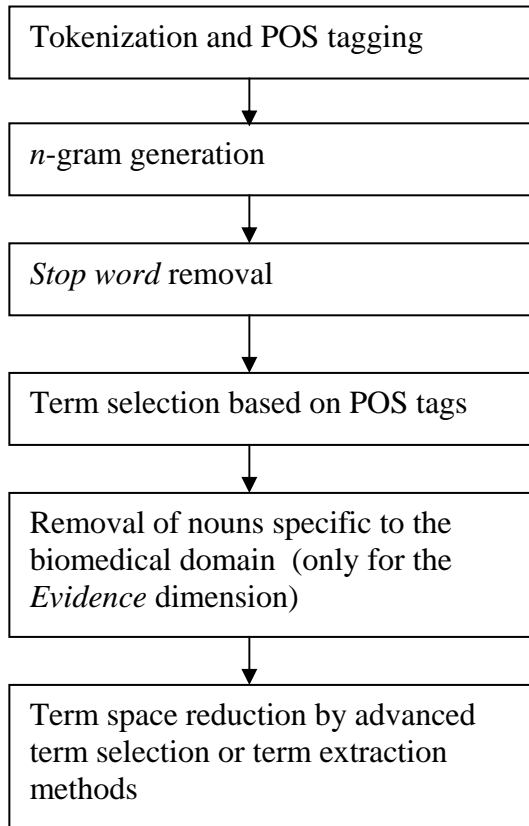 Tokenization and POS tagging
n-gram generation
Stop word removal
Term selection based on POS tags
Removal of nouns specific to the
biomedical domain (only for the
Evidence dimension)
Term space reduction by advanced
term selection or term extraction
methods